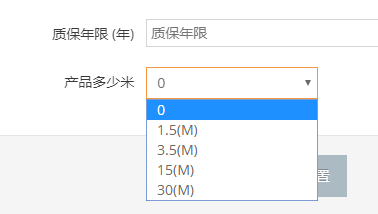 质保年限 (年) 质保年限
产品多少米 0
0
1.5(M)
3.5(M)
15(M)
30(M)
置